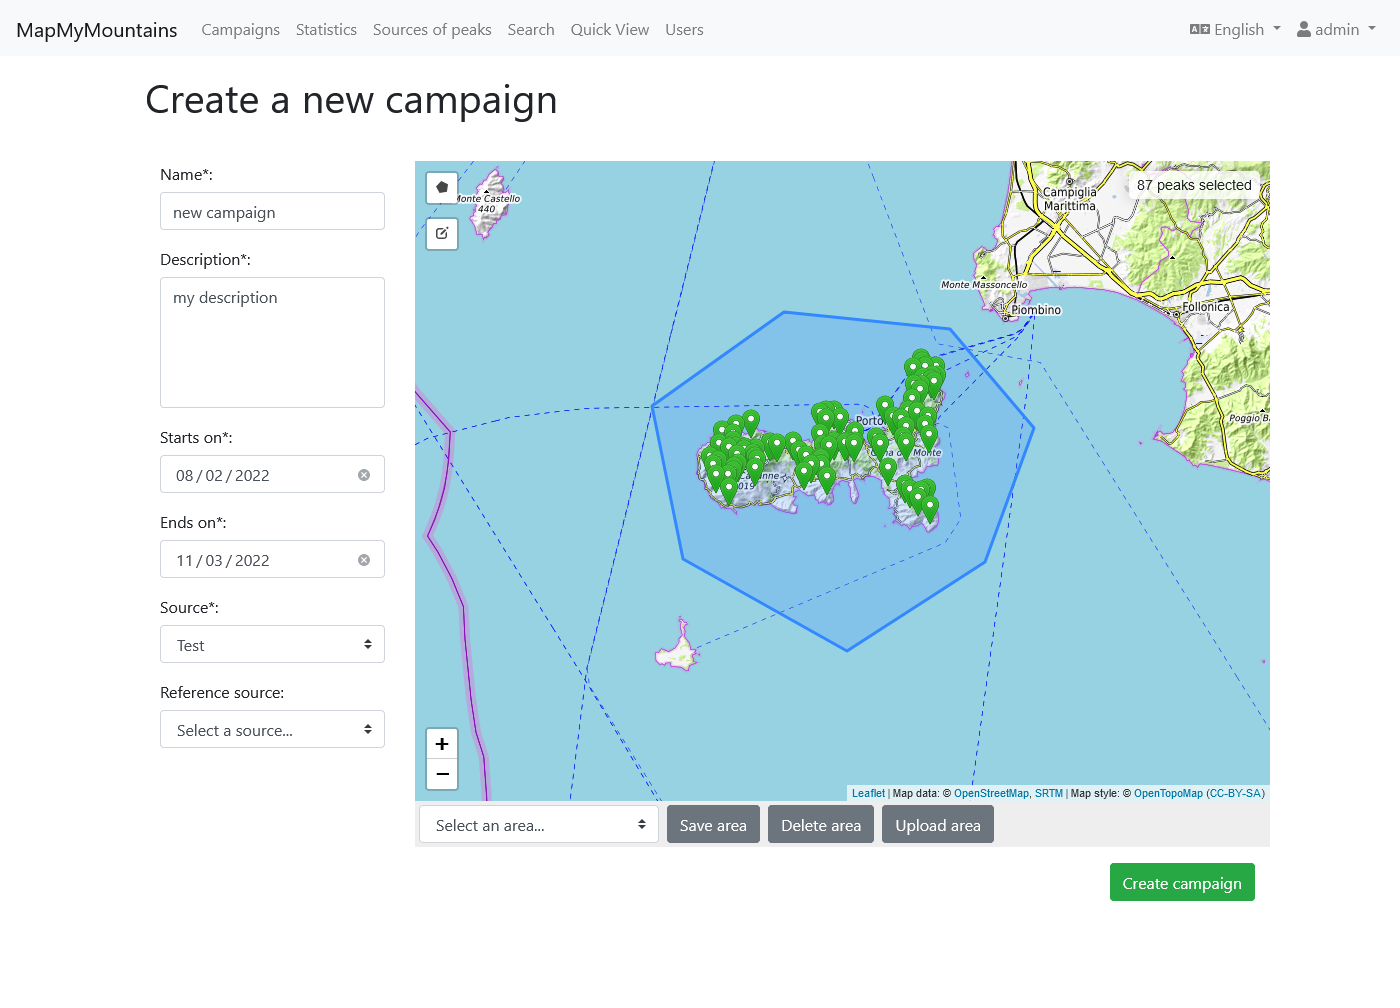 MapMyMountains Campaigns Statistics Sources of peaks Search Quick View Users English admin
Create a new campaign
Name*:
new campaign
Description*:
my description
Starts on*:
08/02/2022
Ends on*:
11/03/2022
Source*:
Test
Reference source:
Select a source...
87 peaks selected
Monte Castello
440
Campiglia
Marittima
Monte Massoncello
Piombino
Follonica
Poggio
Porto
Monte
+
−
Leaflet | Map data: © OpenStreetMap, SRTM | Map style: © OpenTopoMap (CC-BY-SA)
Select an area...
Save area
Delete area
Upload area
Create campaign